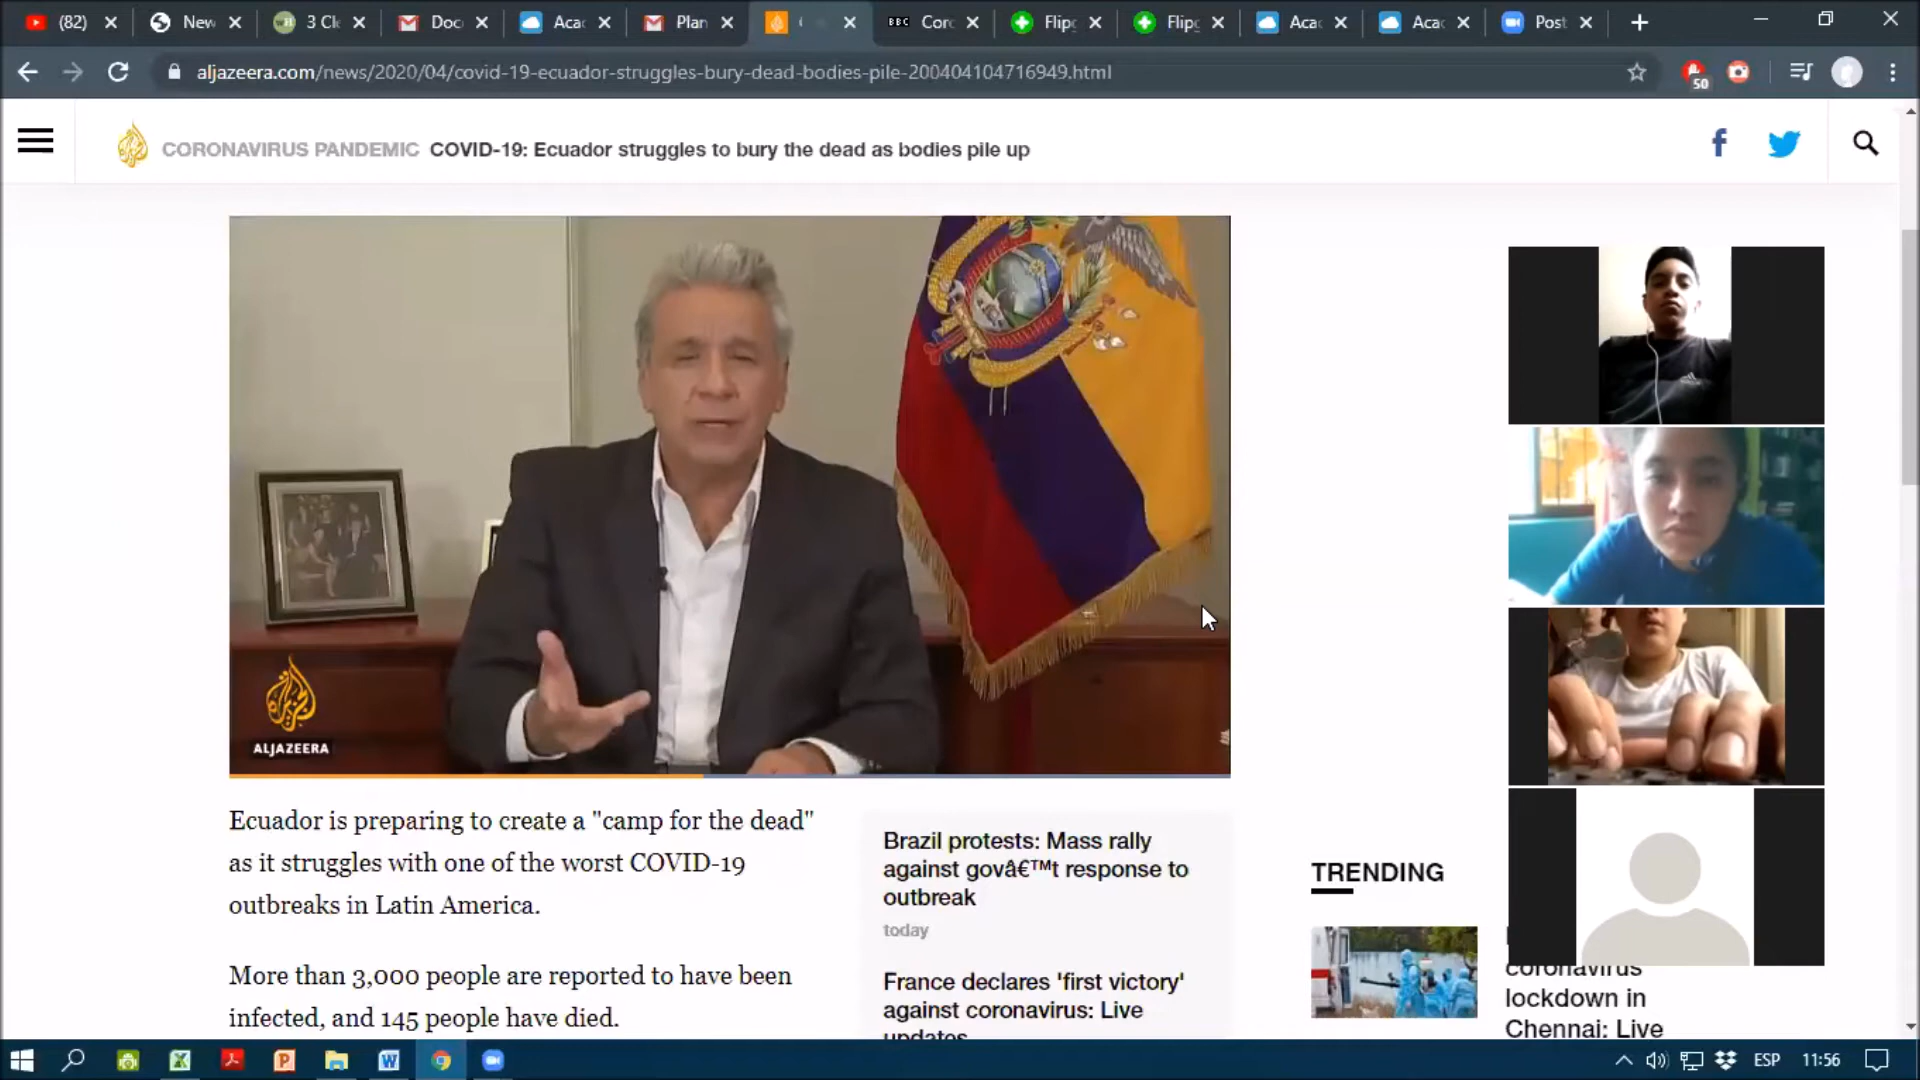 (82)
New
3 Cl
Doc
Aca
Plan
BBC Cor
Flip
Flip
Aca
Aca
Post
aljazeera.com/news/2020/04/covid-19-ecuador-struggles-bury-dead-bodies-pile-200404104716949.html
50
CORONAVIRUS PANDEMIC COVID-19: Ecuador struggles to bury the dead as bodies pile up
ALJAZEERA
Ecuador is preparing to create a "camp for the dead"
as it struggles with one of the worst COVID-19
outbreaks in Latin America.
More than 3,000 people are reported to have been
infected, and 145 people have died.
Brazil protests: Mass rally
against govâ€™t response to
outbreak
today
France declares 'first victory'
against coronavirus: Live
updates
TRENDING
coronavirus
lockdown in
Chennai: Live
ESP
11:56